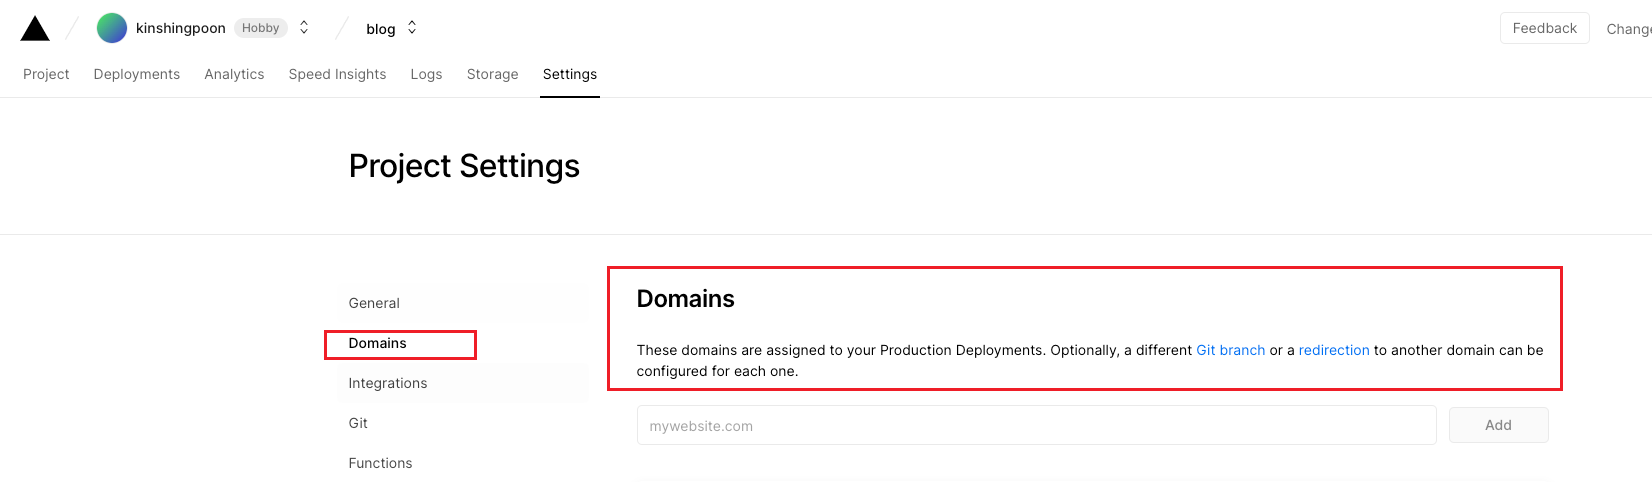 kinshingpoon Hobby blog Feedback
Project Deployments Analytics Speed Insights Logs Storage Settings
Project Settings
General
Domains
Integrations
Git
Functions
Domains
These domains are assigned to your Production Deployments. Optionally, a different Git branch or a redirection to another domain can be
configured for each one.
mywebsite.com Add